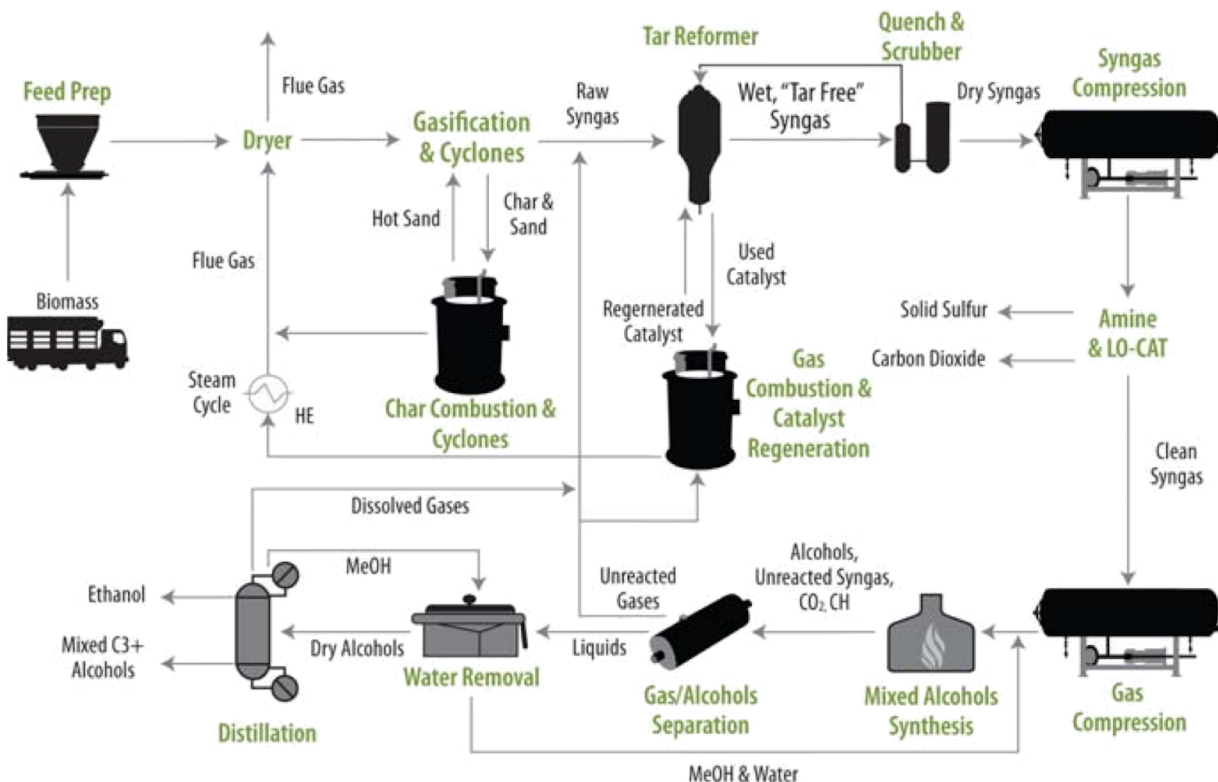 Tar Reformer
Quench &
Scrubber
Syngas
Compression
Feed Prep
Flue Gas
Dryer
Gasification
& Cyclones
Raw
Syngas
Wet, “Tar Free”
Syngas
Dry Syngas
Hot Sand
Char &
Sand
Flue Gas
Used
Catalyst
Biomass
Regernerated
Catalyst
Solid Sulfur
Carbon Dioxide
Amine
& LO-CAT
Steam
Cycle
HE
Char Combustion &
Cyclones
Gas
Combustion &
Catalyst
Regeneration
Clean
Syngas
Dissolved Gases
MeOH
Ethanol
Mixed C3+
Alcohols
Dry Alcohols
Water Removal
Unreacted
Gases
Liquids
Alcohols,
Unreacted Syngas,
CO₂, CH
Distillation
Gas/Alcohols
Separation
Mixed Alcohols
Synthesis
Gas
Compression
MeOH & Water